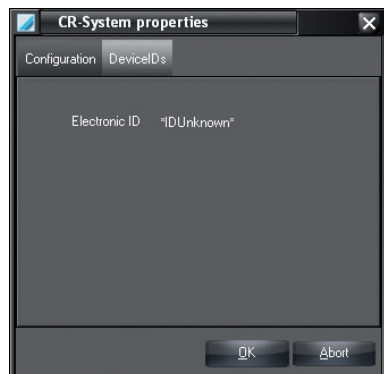 CR-System properties
Configuration DeviceIDs
Electronic ID *IDUnknown*
OK Abort